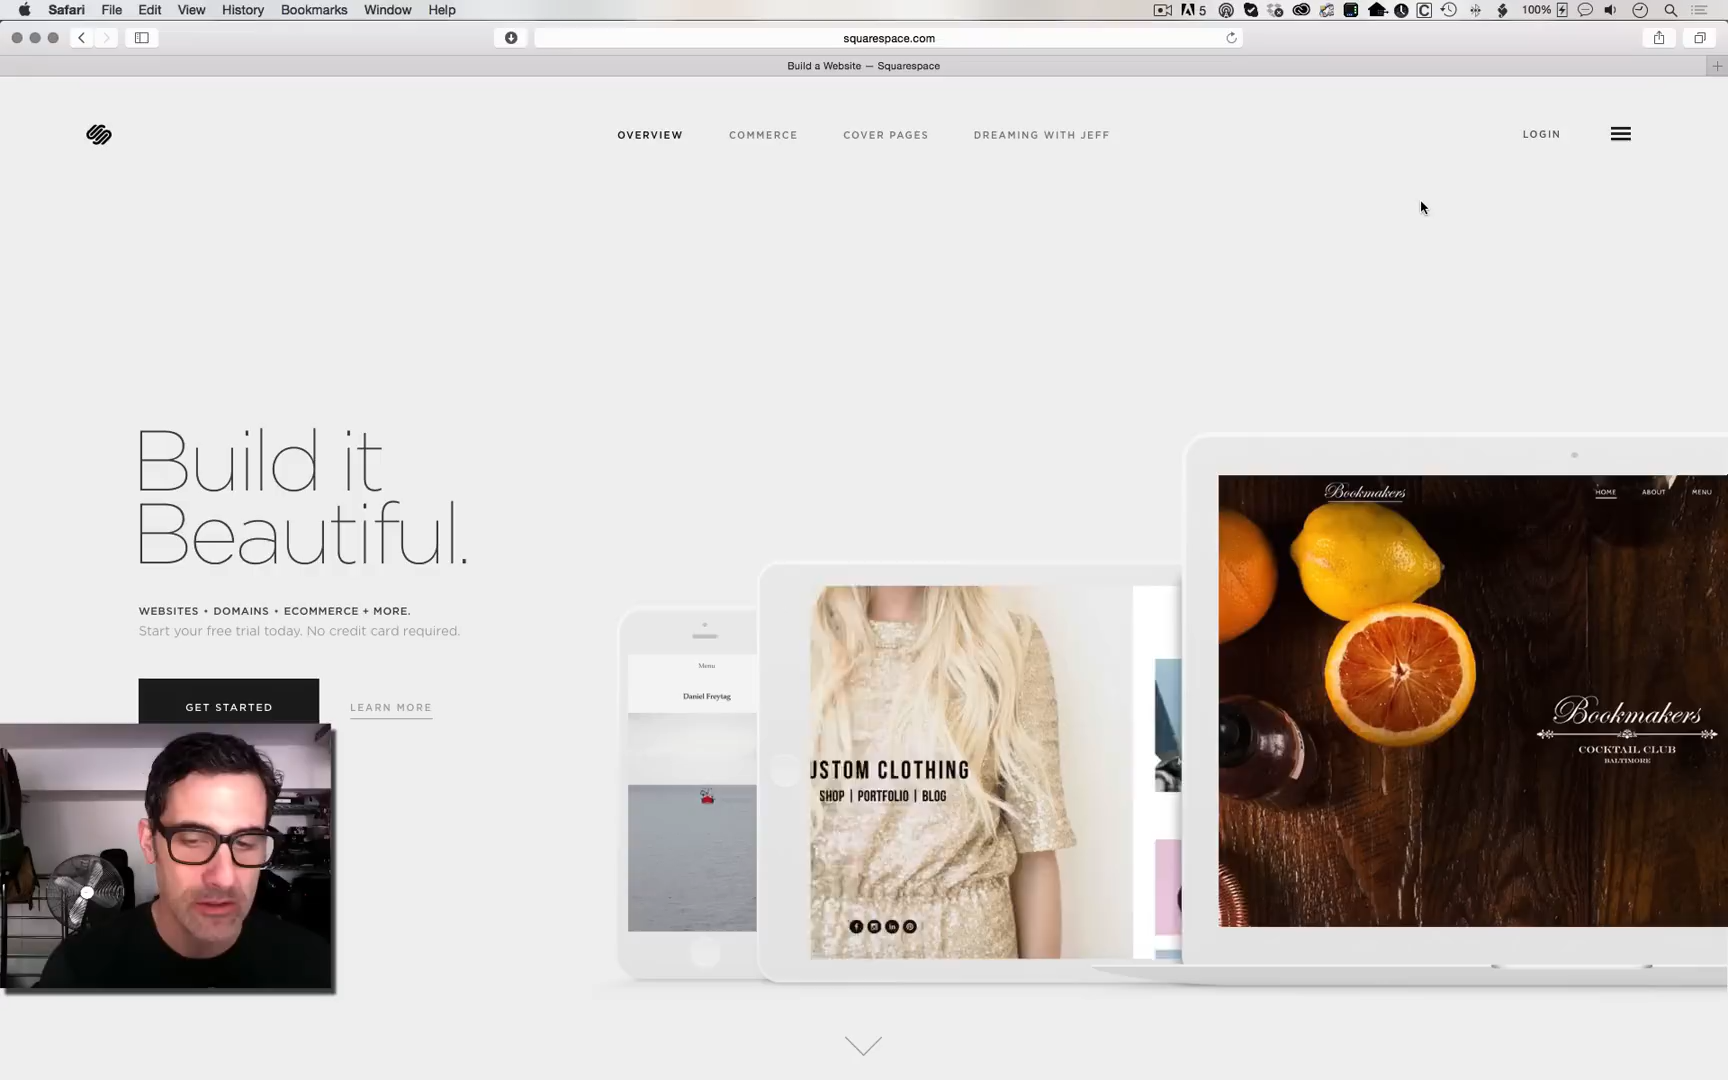 Safari File Edit View History Bookmarks Window Help
5
100%
squarespace.com
Build a Website — Squarespace
OVERVIEW COMMERCE COVER PAGES DREAMING WITH JEFF
LOGIN
Build it
Beautiful.
WEBSITES • DOMAINS • ECOMMERCE + MORE.
Start your free trial today. No credit card required.
GET STARTED
LEARN MORE
Menu
Daniel Freytag
USTOM CLOTHING
SHOP | PORTFOLIO | BLOG
Bookmakers
HOME ABOUT MENU
Bookmakers
COCKTAIL CLUB
BALTIMORE